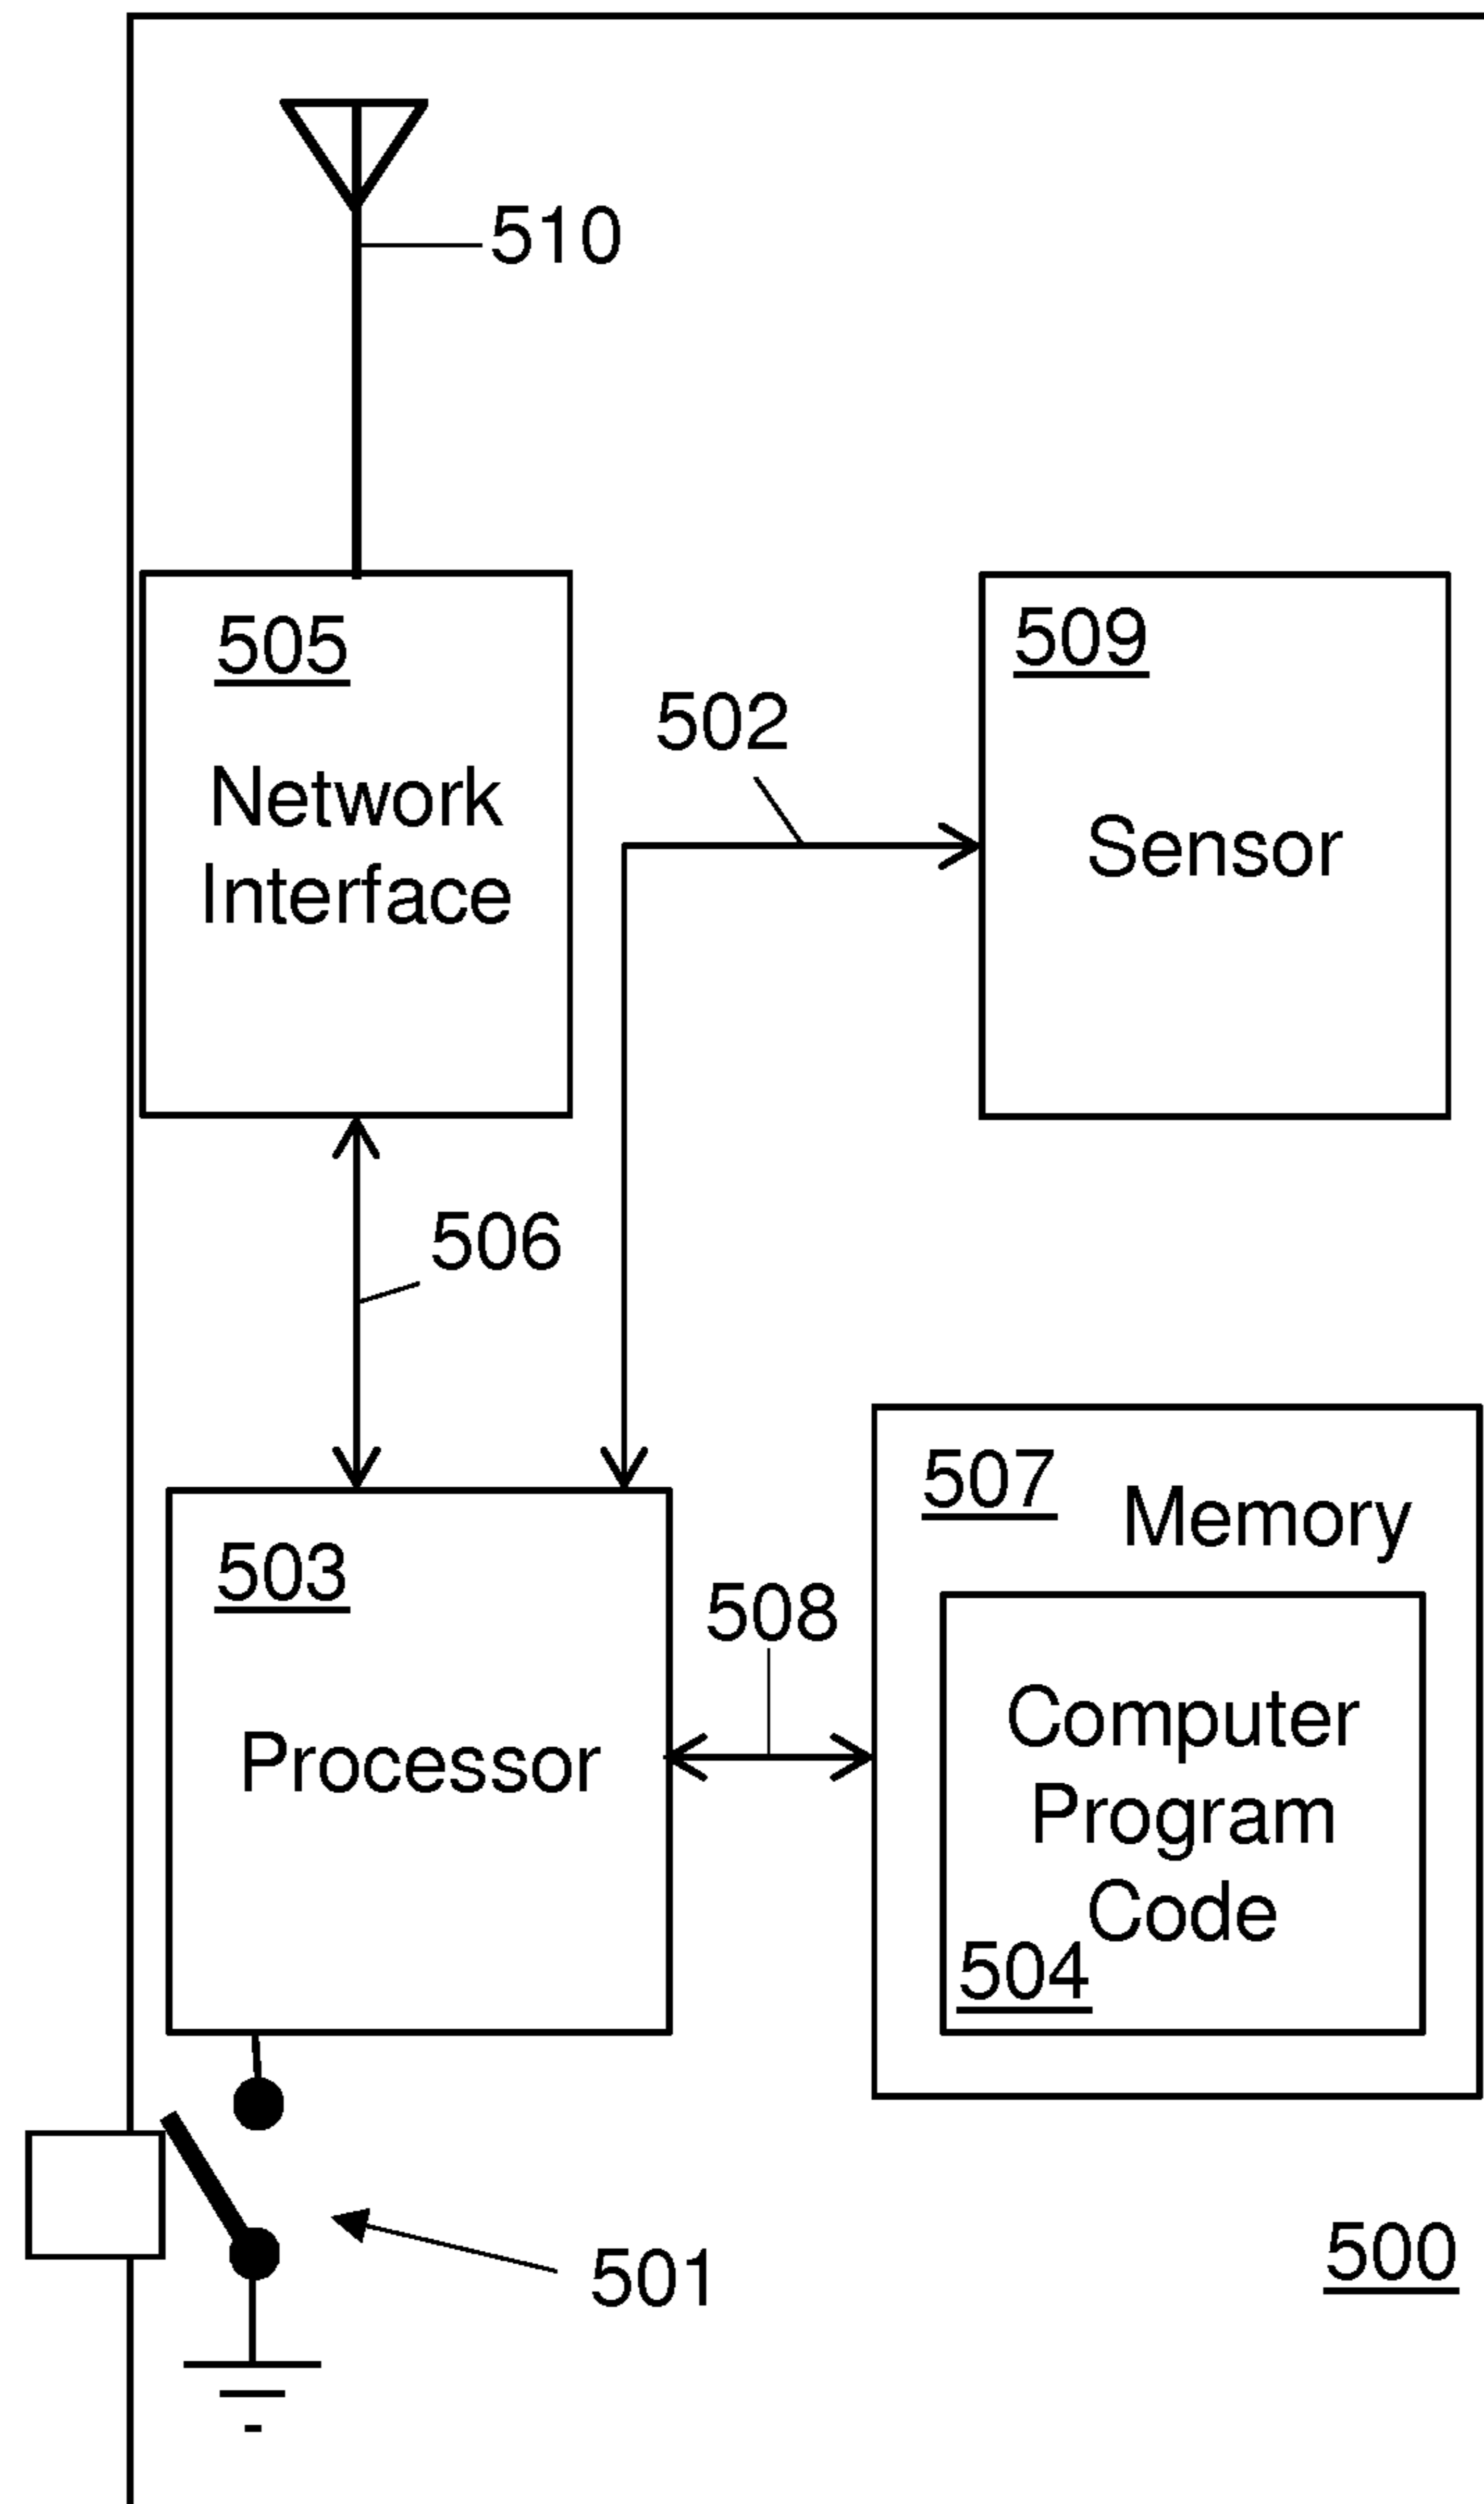 510
505
Network
Interface
502
509
Sensor
506
503
Processor
508
507
Memory
Computer
Program
Code
504
501
500